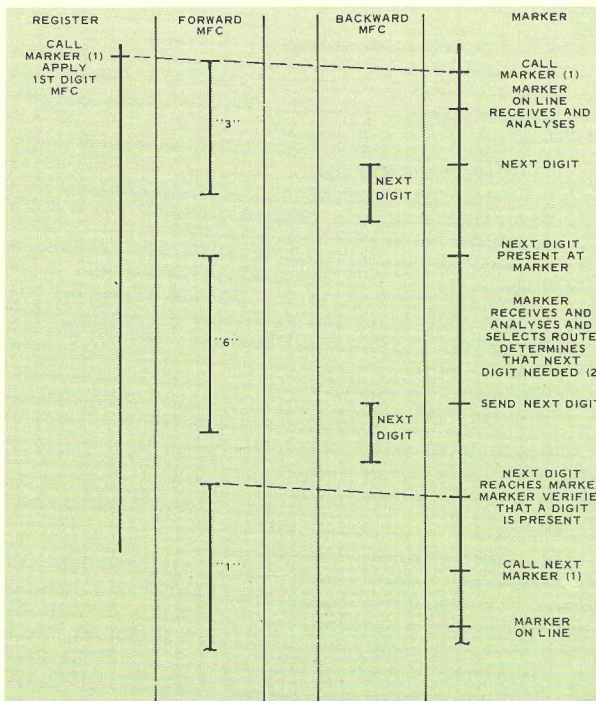 REGISTER
FORWARD
MFC
BACKWARD
MFC
MARKER
CALL
MARKER (1)
APPLY
1ST DIGIT
MFC
"3"
"6"
"1"
NEXT
DIGIT
NEXT
DIGIT
CALL
MARKER (1)
MARKER
ON LINE
RECEIVES AND
ANALYSES
NEXT DIGIT
NEXT DIGIT
PRESENT AT
MARKER
MARKER
RECEIVES AND
ANALYSES AND
SELECTS ROUTE
DETERMINES
THAT NEXT
DIGIT NEEDED (2
SEND NEXT DIGIT
NEXT DIGIT
REACHES MARKE
MARKER VERIFIE
THAT A DIGIT
IS PRESENT
CALL NEXT
MARKER (1)
MARKER
ON LINE